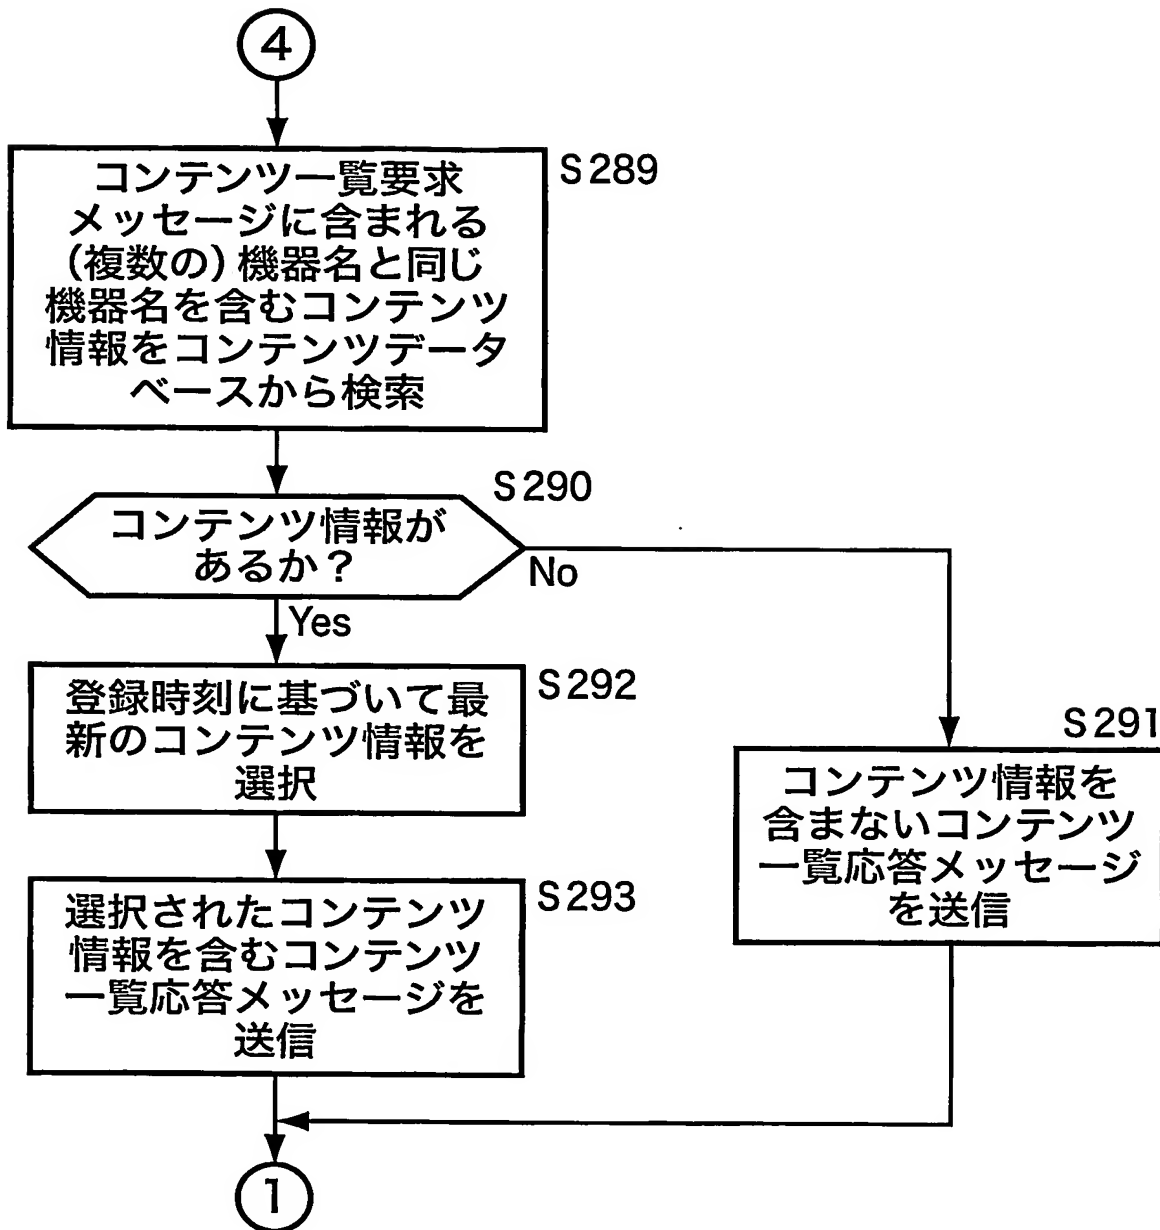 4
コンテンツ一覧要求
メッセージに含まれる
(複数の)機器名と同じ
機器名を含むコンテンツ
情報をコンテンツデータ
ベースから検索
S289
コンテンツ情報が
あるか?
S290
No
Yes
登録時刻に基づいて最
新のコンテンツ情報を
選択
S292
S291
コンテンツ情報を
含まないコンテンツ
一覧応答メッセージ
を送信
選択されたコンテンツ
情報を含むコンテンツ
一覧応答メッセージを
送信
S293
1